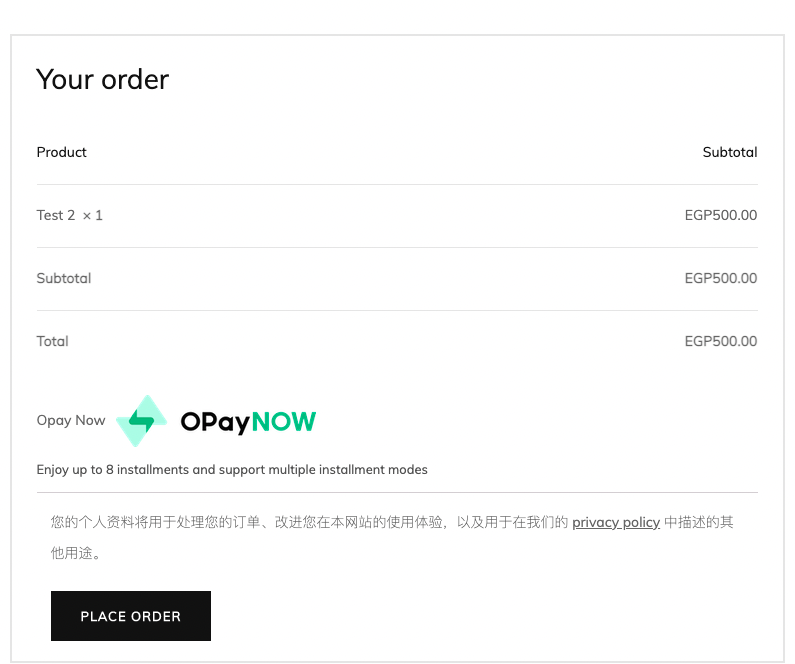 Your order
Product Subtotal
Test 2 × 1 EGP500.00
Subtotal EGP500.00
Total EGP500.00
Opay Now OPayNOW
Enjoy up to 8 installments and support multiple installment modes
您的个人资料将用于处理您的订单、改进您在本网站的使用体验，以及用于在我们的 privacy policy 中描述的其
他用途。
PLACE ORDER